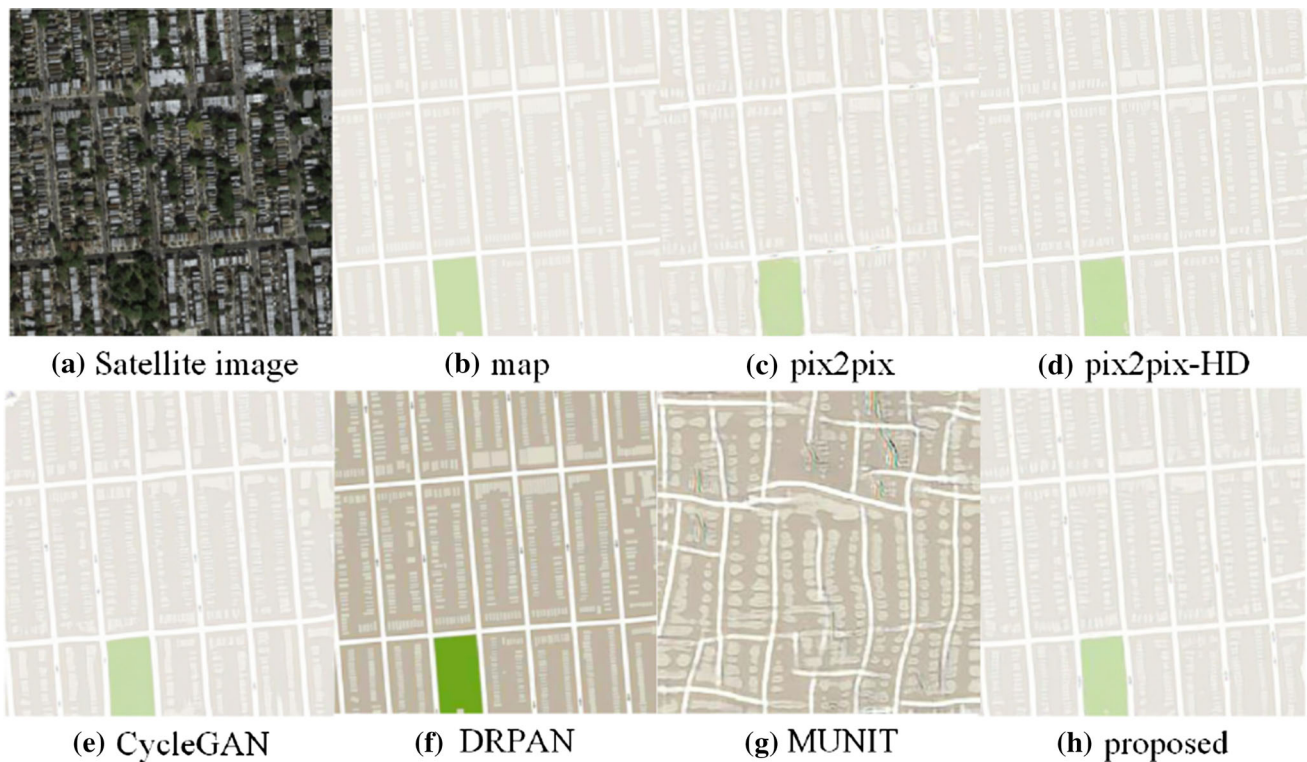 (a) Satellite image
(b) map
(c) pix2pix
(d) pix2pix-HD
(e) CycleGAN
(f) DRPAN
(g) MUNIT
(h) proposed